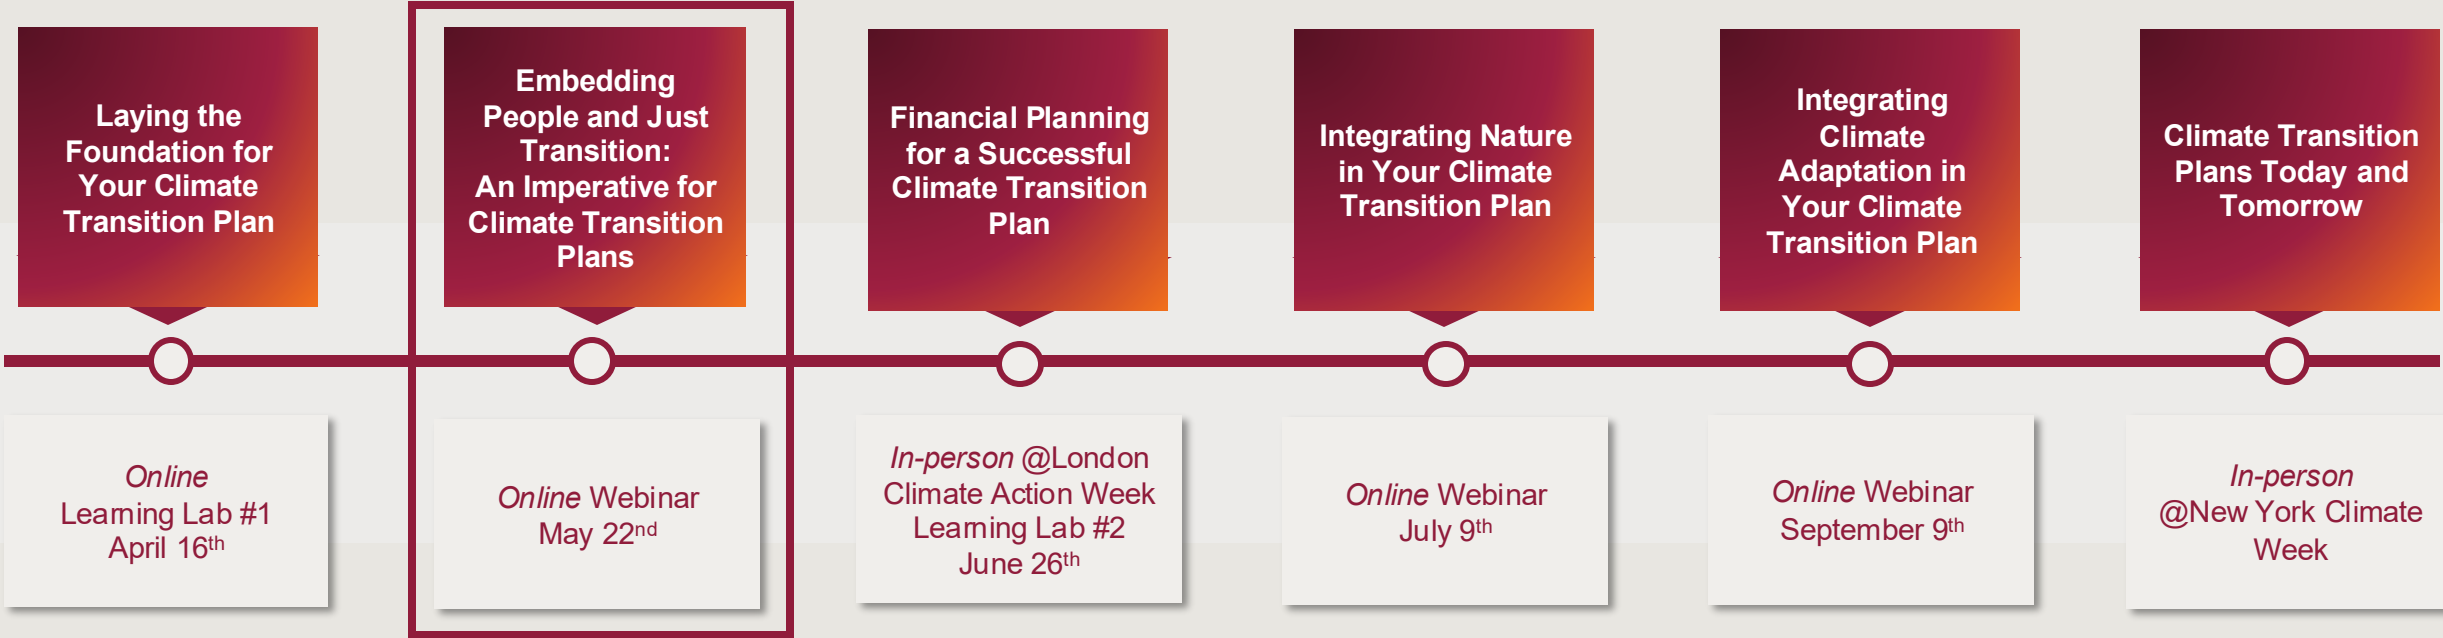 Laying the
Foundation for
Your Climate
Transition Plan
Embedding
People and Just
Transition:
An Imperative for
Climate Transition
Plans
Financial Planning
for a Successful
Climate Transition
Plan
Integrating Nature
in Your Climate
Transition Plan
Integrating
Climate
Adaptation in
Your Climate
Transition Plan
Climate Transition
Plans Today and
Tomorrow
Online
Learning Lab #1
April 16th
Online Webinar
May 22nd
In-person @London
Climate Action Week
Learning Lab #2
June 26th
Online Webinar
July 9th
Online Webinar
September 9th
In-person
@New York Climate
Week